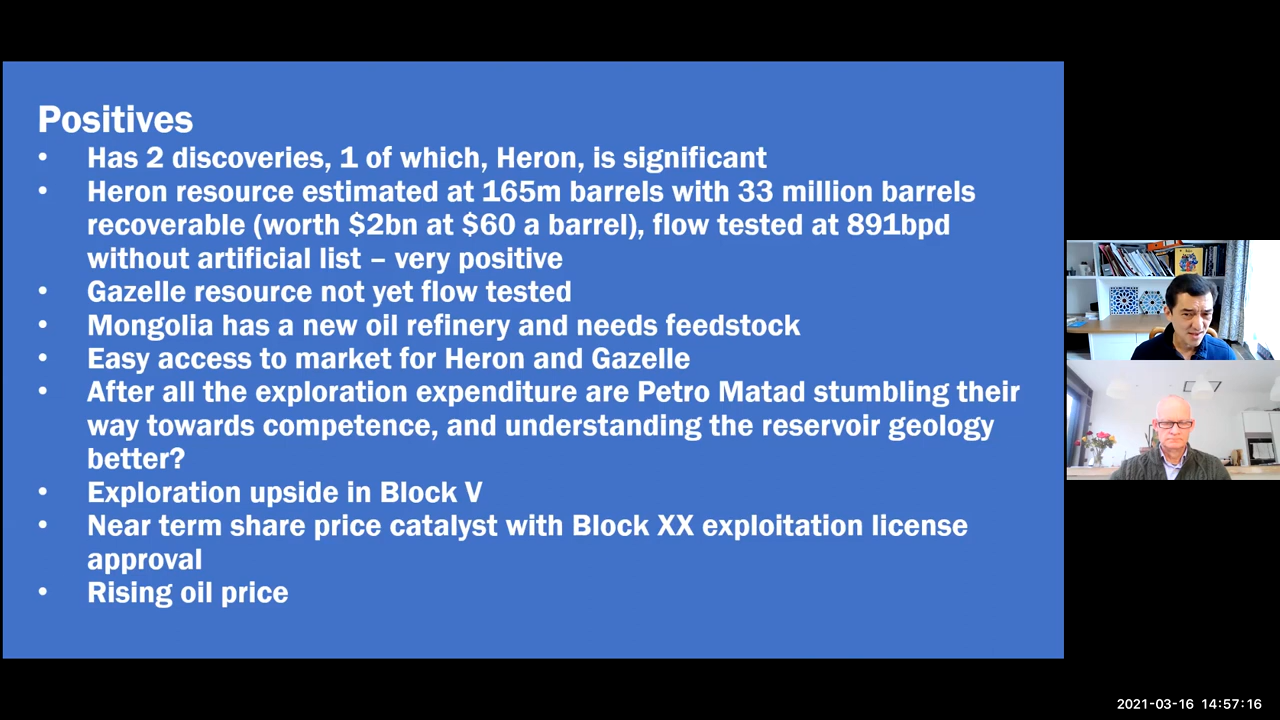 Positives
• Has 2 discoveries, 1 of which, Heron, is significant
• Heron resource estimated at 165m barrels with 33 million barrels
recoverable (worth $2bn at $60 a barrel), flow tested at 891bpd
without artificial list – very positive
• Gazelle resource not yet flow tested
• Mongolia has a new oil refinery and needs feedstock
• Easy access to market for Heron and Gazelle
• After all the exploration expenditure are Petro Matad stumbling their
way towards competence, and understanding the reservoir geology
better?
• Exploration upside in Block V
• Near term share price catalyst with Block XX exploitation license
approval
• Rising oil price
2021-03-16 14:57:16